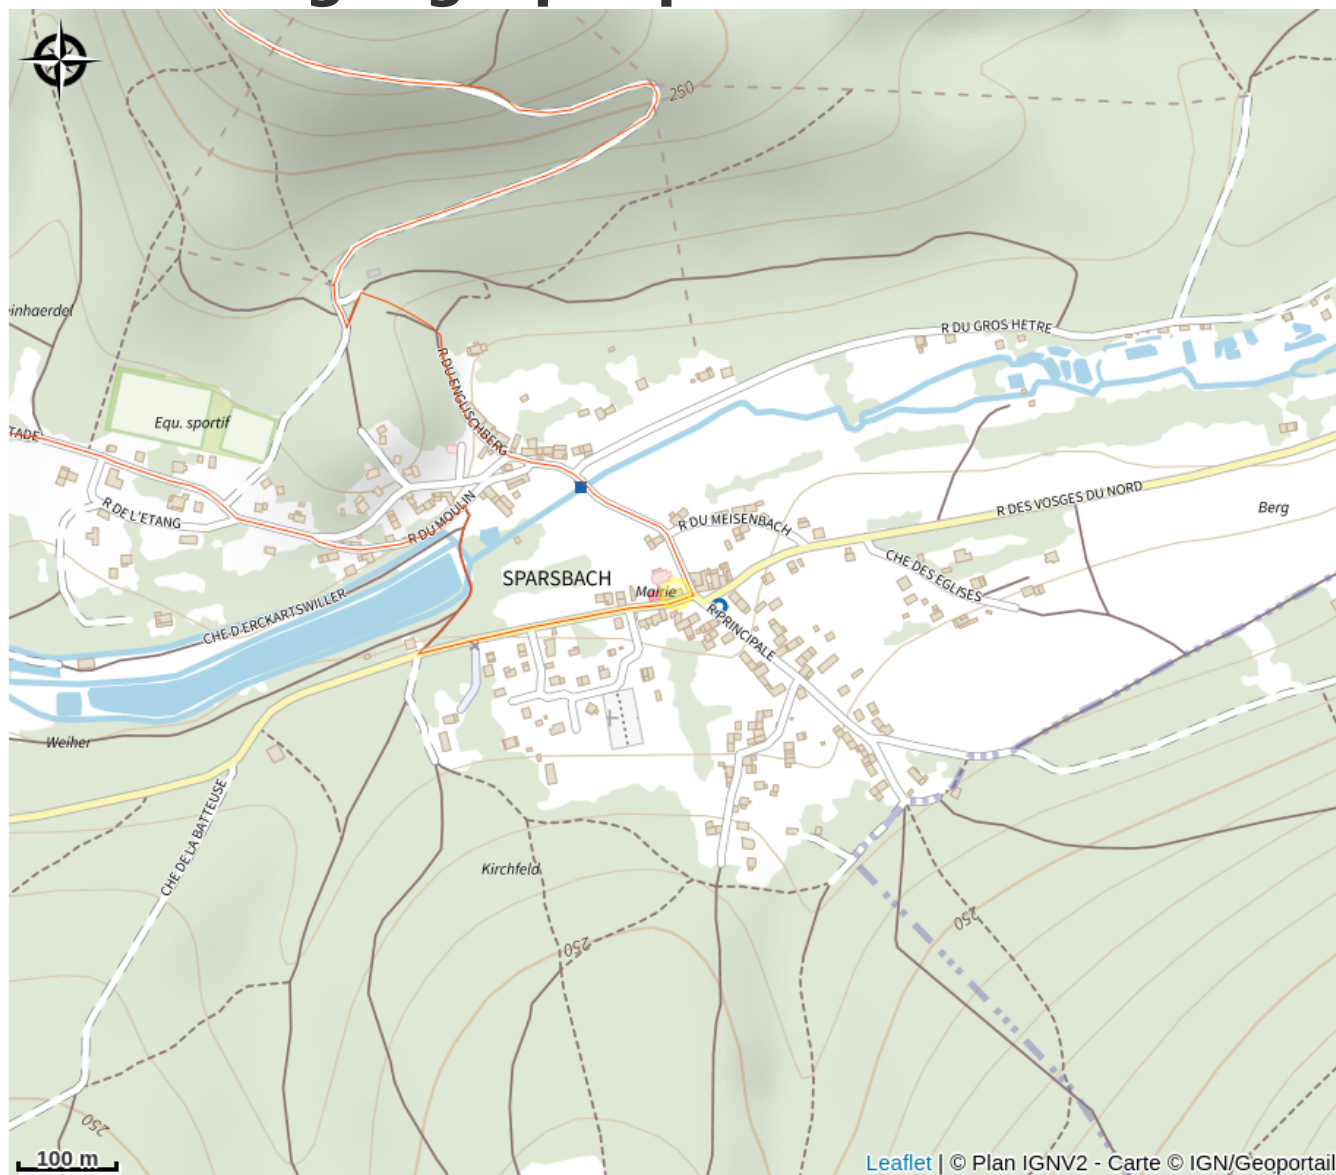 250
einhaerdel
R DU GROS HETRE
R DU ENGLISCHBERG
Equ. sportif
TADE
R DE L'ETANG
R DU MOULIN
R DU MEISENBACH
R DES VOSGES DU NORD
Berg
CHE DES EGLISES
SPARSBACH
Mairie
R PRINCIPALE
CHE D'ERCKARTSWILLER
Weiher
CHE DE LA BATTEUSE
Kirchfeld
250
250
250
100 m
Leaflet | © Plan IGNV2 - Carte © IGN/Geoportail